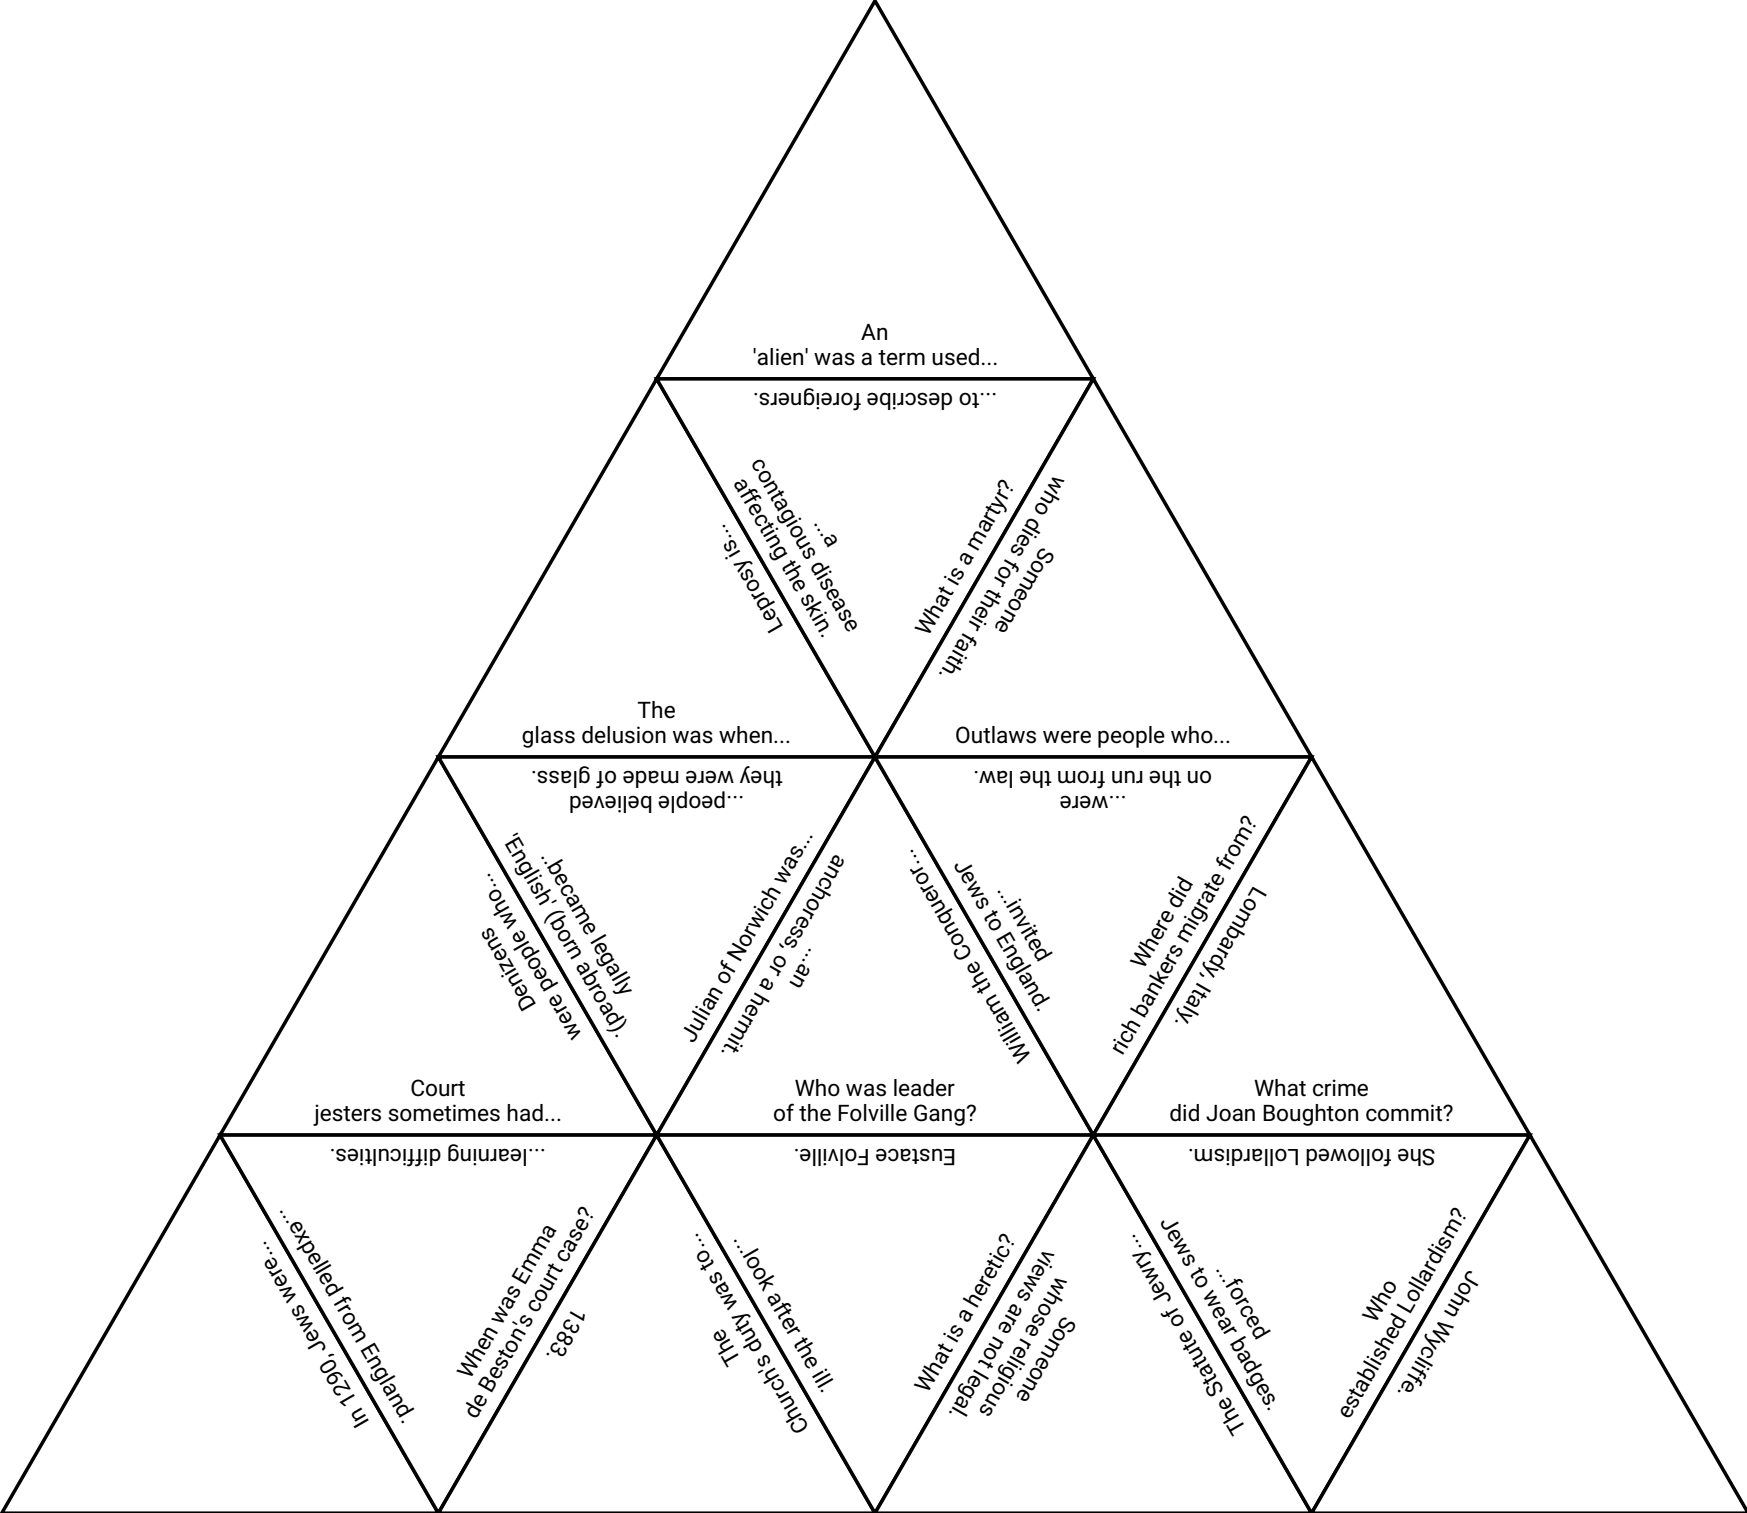 An
'alien' was a term used...
...to describe foreigners.
...a
contagious disease
affecting the skin.
Leprosy is...
What is a martyr?
Someone
who dies for their faith.
The
glass delusion was when...
...people believed
they were made of glass.
Outlaws were people who...
...were
on the run from the law.
...became legally
'English' (born abroad).
Denizens
were people who...
Julian of Norwich was...
...an
anchoress, or a hermit.
...invited
Jews to England.
William the Conqueror...
Where did
rich bankers migrate from?
Lombardy, Italy.
Court
jesters sometimes had...
...learning difficulties.
Who was leader
of the Folville Gang?
Eustace Folville.
What crime
did Joan Boughton commit?
She followed Lollardism.
...expelled from England.
In 1290, Jews were...
When was Emma
de Beston's court case?
1383.
...look after the ill.
The
Church's duty was to...
What is a heretic?
Someone
whose religious
views are not legal.
...forced
Jews to wear badges.
The Statute of Jewry...
Who
established Lollardism?
John Wycliffe.